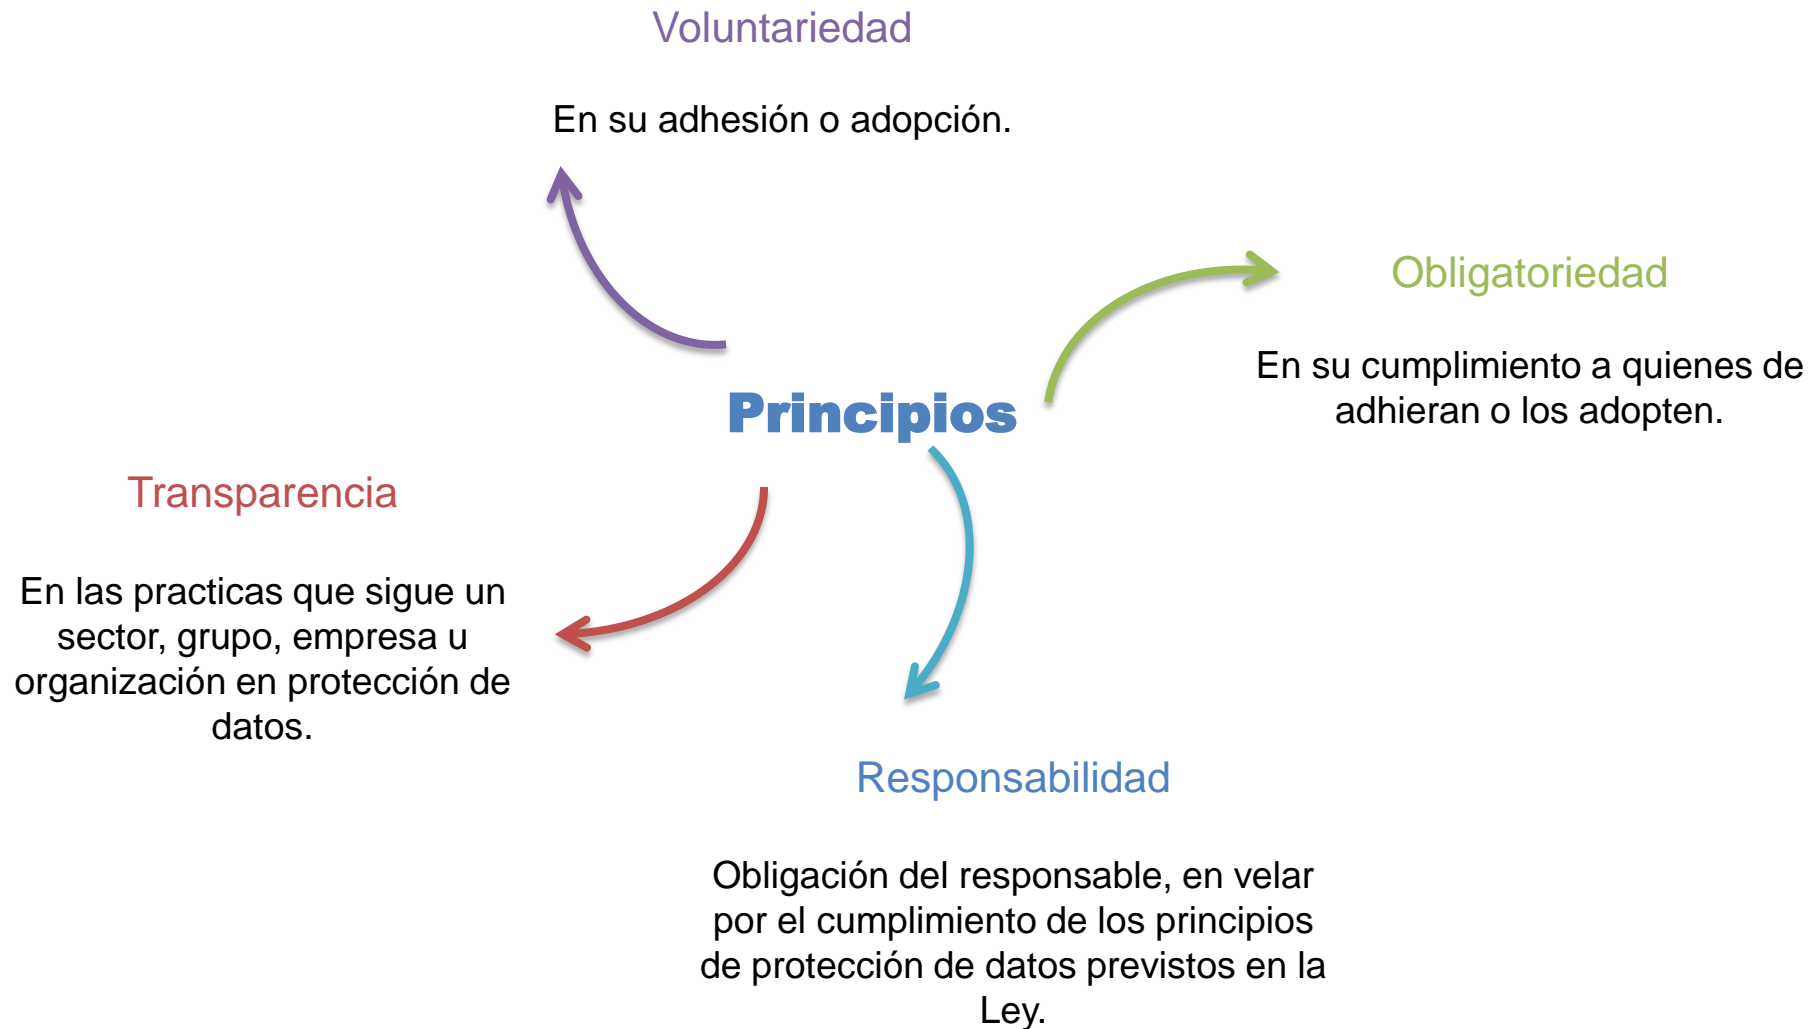 Voluntariedad
En su adhesión o adopción.
Obligatoriedad
En su cumplimiento a quienes de
adhieran o los adopten.
Principios
Transparencia
En las practicas que sigue un
sector, grupo, empresa u
organización en protección de
datos.
Responsabilidad
Obligación del responsable, en velar
por el cumplimiento de los principios
de protección de datos previstos en la
Ley.